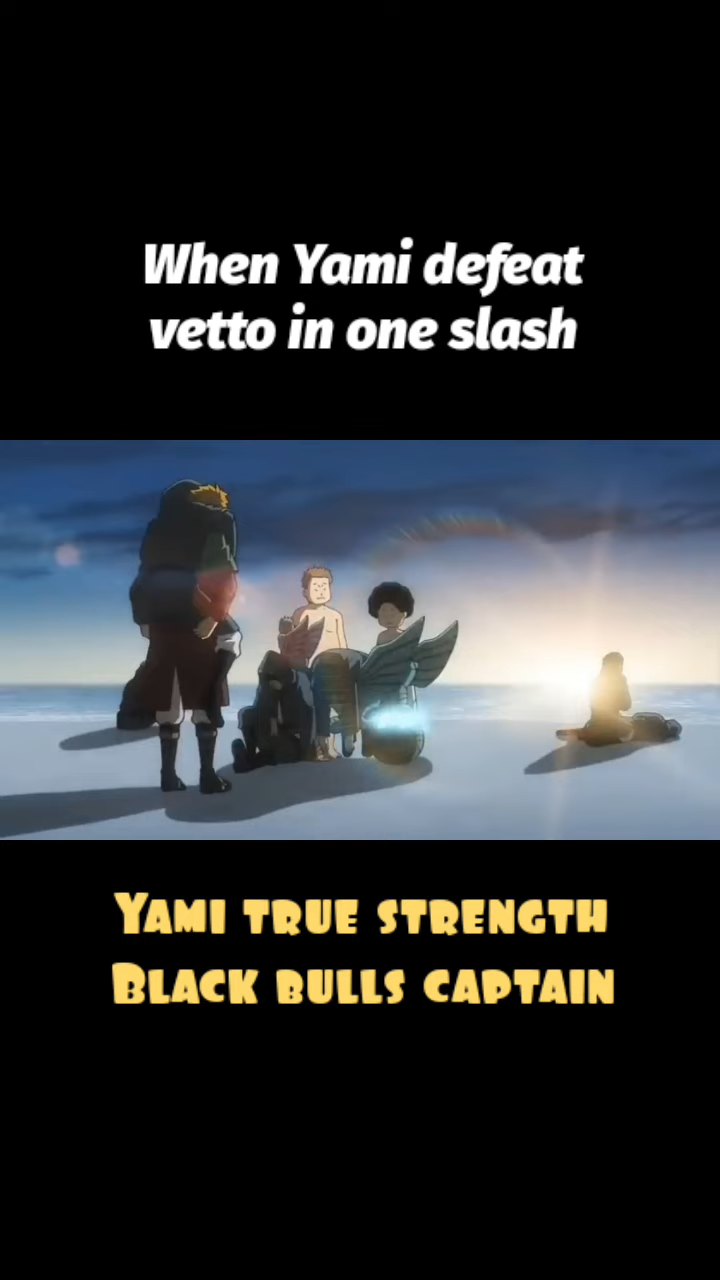 When Yami defeat
vetto in one slash
Yami true strength
Black bulls captain